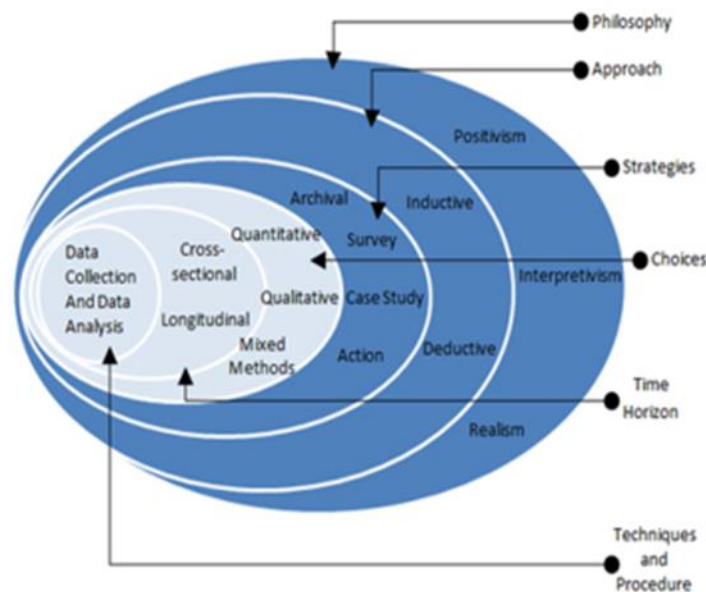 Philosophy
Approach
Positivism
Strategies
Archival
Inductive
Quantitative
Survey
Data
Collection
And Data
Analysis
Cross-
sectional
Choices
Interpretivism
Qualitative
Case Study
Longitudinal
Mixed
Methods
Action
Deductive
Time
Horizon
Realism
Techniques
and
Procedure